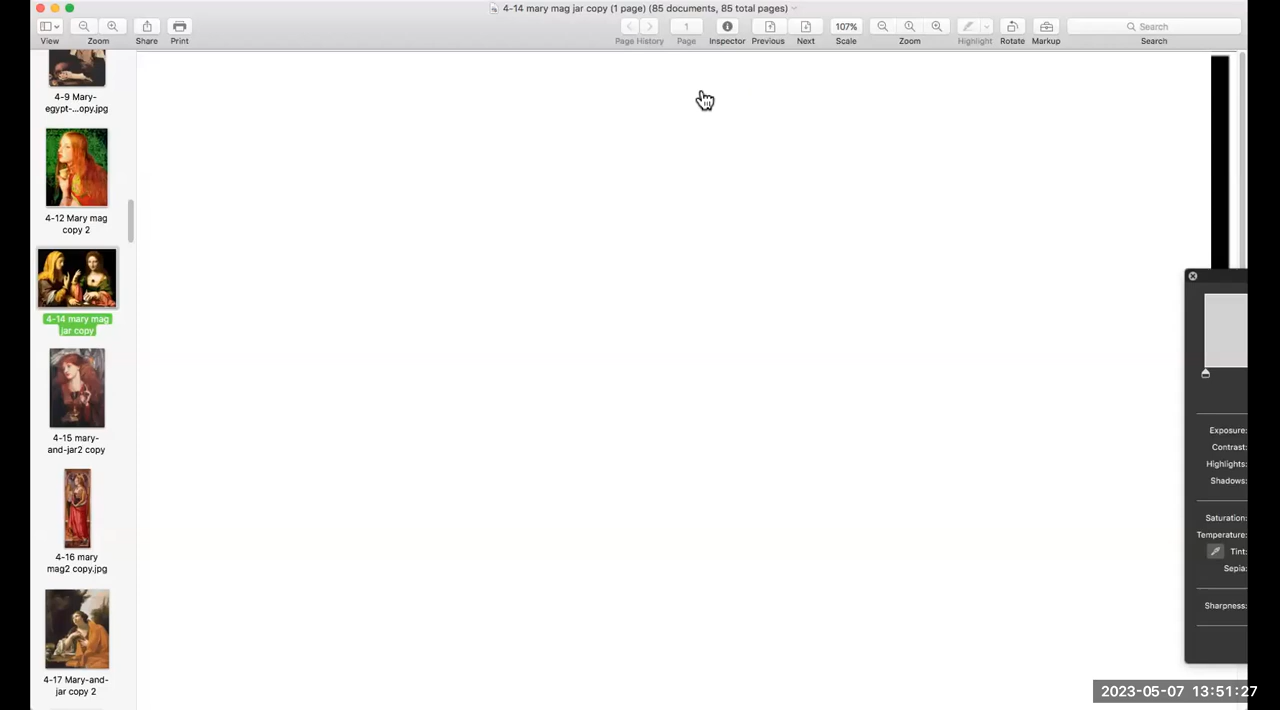 4-14 mary mag jar copy (1 page) (85 documents, 85 total pages)
View
Zoom
Share
Print
Page History
1
Page
Inspector
Previous
Next
107%
Scale
Zoom
Highlight
Rotate
Markup
Search
Search
4-9 Mary-
egypt-...opy.jpg
4-12 Mary mag
copy 2
4-14 mary mag
jar copy
4-15 mary-
and-jar2 copy
4-16 mary
mag2 copy.jpg
4-17 Mary-and-
jar copy 2
Exposure:
Contrast:
Highlights:
Shadows:
Saturation:
Temperature:
Tint:
Sepia:
Sharpness:
2023-05-07 13:51:27